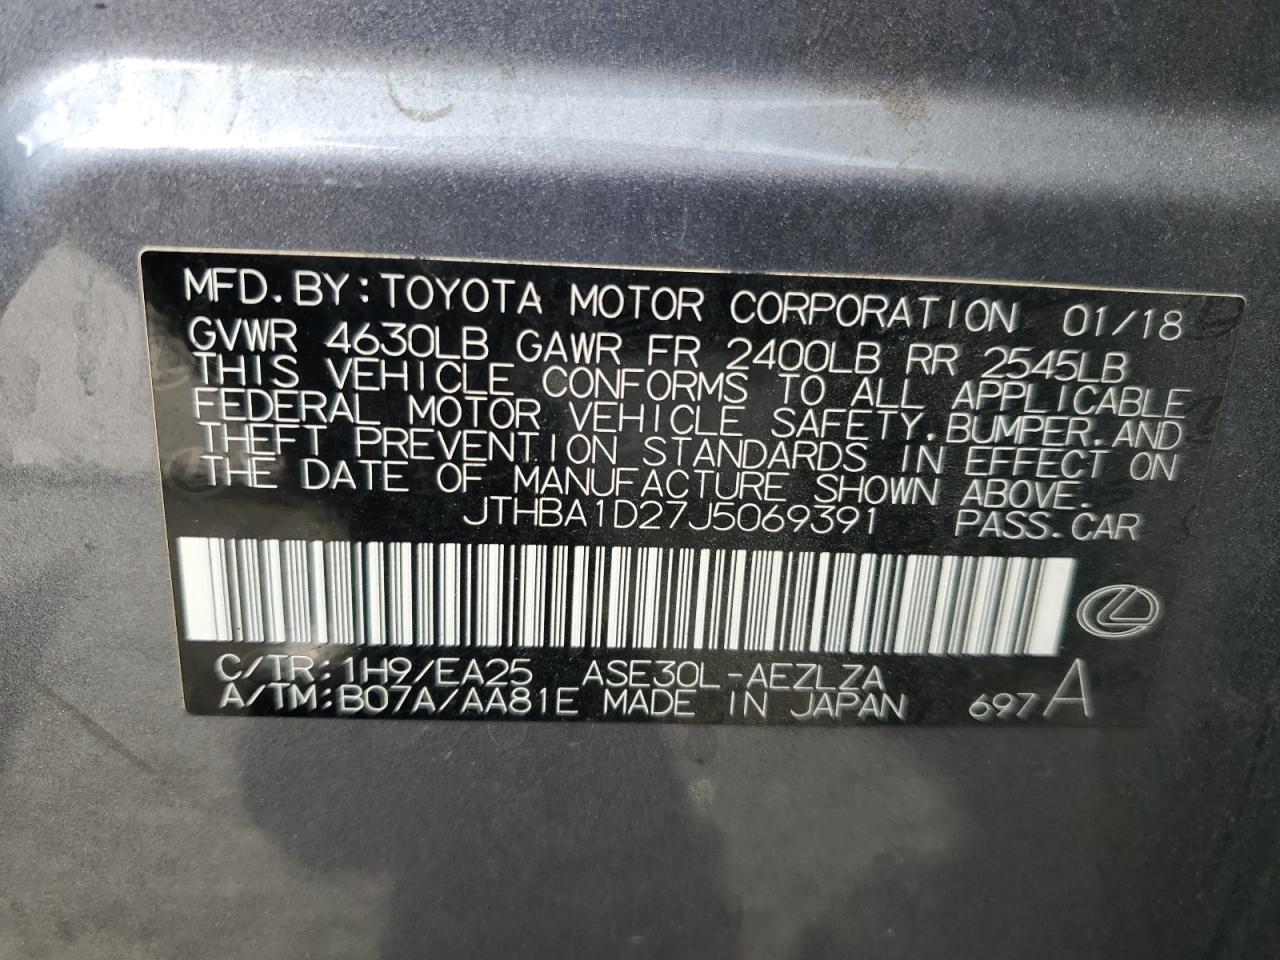 MFD.BY:TOYOTA MOTOR CORPORATION 01/18
GVWR 4630LB GAWR FR 2400LB RR 2545LB
THIS VEHICLE CONFORMS TO ALL APPLICABLE
FEDERAL MOTOR VEHICLE SAFETY,BUMPER,AND
THEFT PREVENTION STANDARDS IN EFFECT ON
THE DATE OF MANUFACTURE SHOWN ABOVE.
JTHBA1D27J5069391 PASS.CAR
C/TR:1H9/EA25 ASE30L-AEZLZA
A/TM:B07A/AA81E MADE IN JAPAN 697A